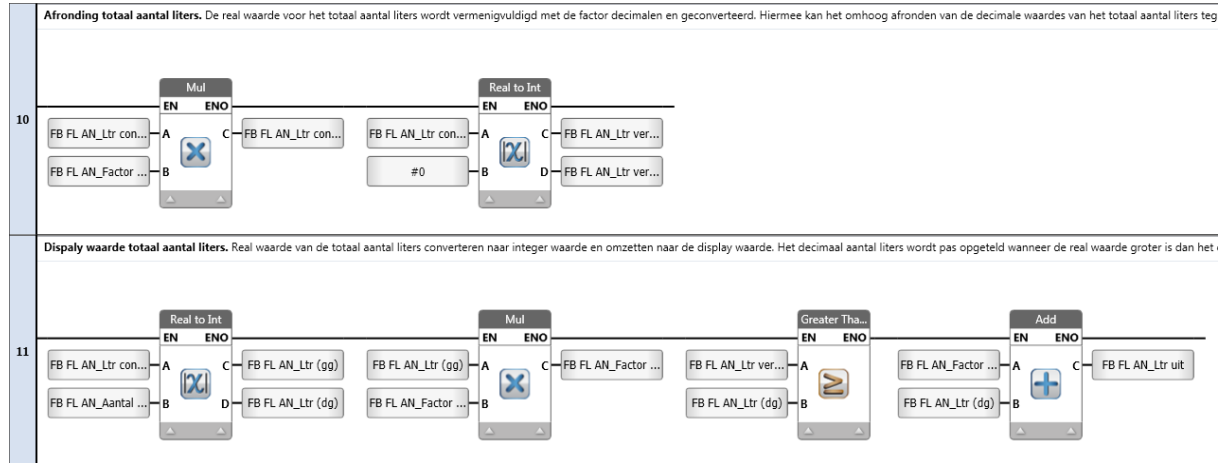 Afronding totaal aantal liters. De real waarde voor het totaal aantal liters wordt vermenigvuldigd met de factor decimalen en geconverteerd. Hiermee kan het omhoog afronden van de decimale waardes van het totaal aantal liters teg
10
Mul
EN ENO
FB FL AN_Ltr con... A C FB FL AN_Ltr con...
FB FL AN_Factor ... B
Real to Int
EN ENO
FB FL AN_Ltr con... A C FB FL AN_Ltr ver...
#0 B D FB FL AN_Ltr ver...
Dispaly waarde totaal aantal liters. Real waarde van de totaal aantal liters converteren naar integer waarde en omzetten naar de display waarde. Het decimaal aantal liters wordt pas opgeteld wanneer de real waarde groter is dan het
11
Real to Int
EN ENO
FB FL AN_Ltr con... A C FB FL AN_Ltr (gg)
FB FL AN_Aantal ... B D FB FL AN_Ltr (dg)
Mul
EN ENO
FB FL AN_Ltr (gg) A C FB FL AN_Factor ...
FB FL AN_Factor ... B
Greater Tha...
EN ENO
FB FL AN_Ltr ver... A
FB FL AN_Ltr (dg) B
Add
EN ENO
FB FL AN_Factor ... A C FB FL AN_Ltr uit
FB FL AN_Ltr (dg) B